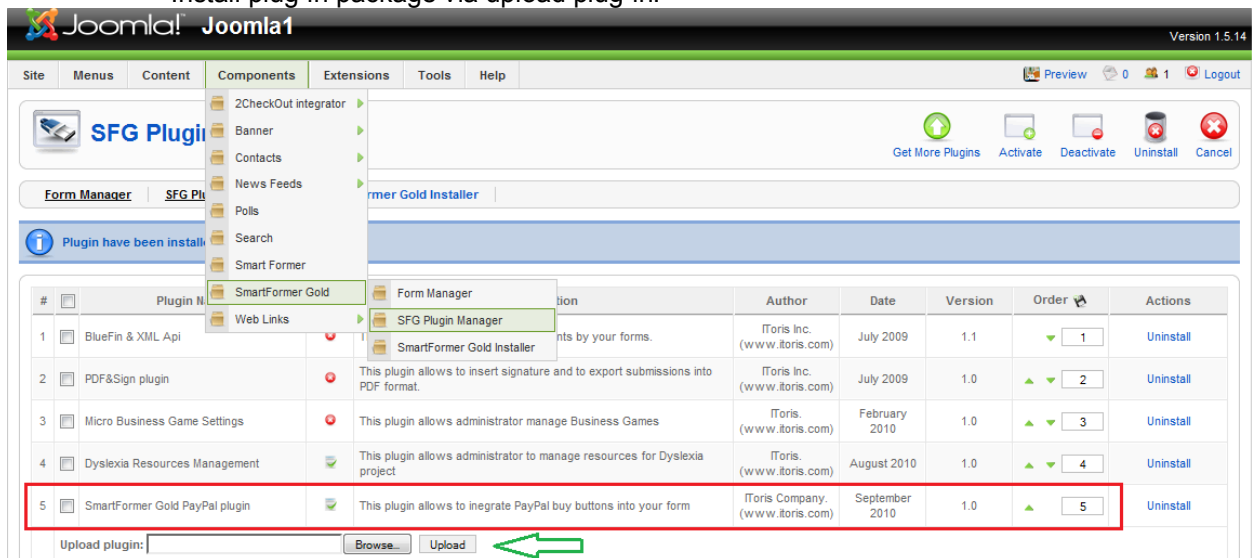 Install plug-in package via upload plug-in.
Joomla! Joomla1
Version 1.5.14
Site Menus Content Components Extensions Tools Help Preview 0 1 Logout
2CheckOut integrator
Banner
Contacts
News Feeds
Polls
Search
Smart Former
SmartFormer Gold
Web Links
Form Manager
SFG Plugin Manager
SmartFormer Gold Installer
SFG Plugi
Get More Plugins Activate Deactivate Uninstall Cancel
Form Manager SFG Plu rmer Gold Installer
Plugin have been install
# Plugin N tion Author Date Version Order Actions
1 BlueFin & XML Api nts by your forms. IToris Inc. (www.itoris.com) July 2009 1.1 1 Uninstall
2 PDF&Sign plugin This plugin allows to insert signature and to export submissions into PDF format. IToris Inc. (www.itoris.com) July 2009 1.0 2 Uninstall
3 Micro Business Game Settings This plugin allows administrator manage Business Games IToris. (www.itoris.com) February 2010 1.0 3 Uninstall
4 Dyslexia Resources Management This plugin allows administrator to manage resources for Dyslexia project IToris. (www.itoris.com) August 2010 1.0 4 Uninstall
5 SmartFormer Gold PayPal plugin This plugin allows to inegrate PayPal buy buttons into your form IToris Company. (www.itoris.com) September 2010 1.0 5 Uninstall
Upload plugin: Browse... Upload